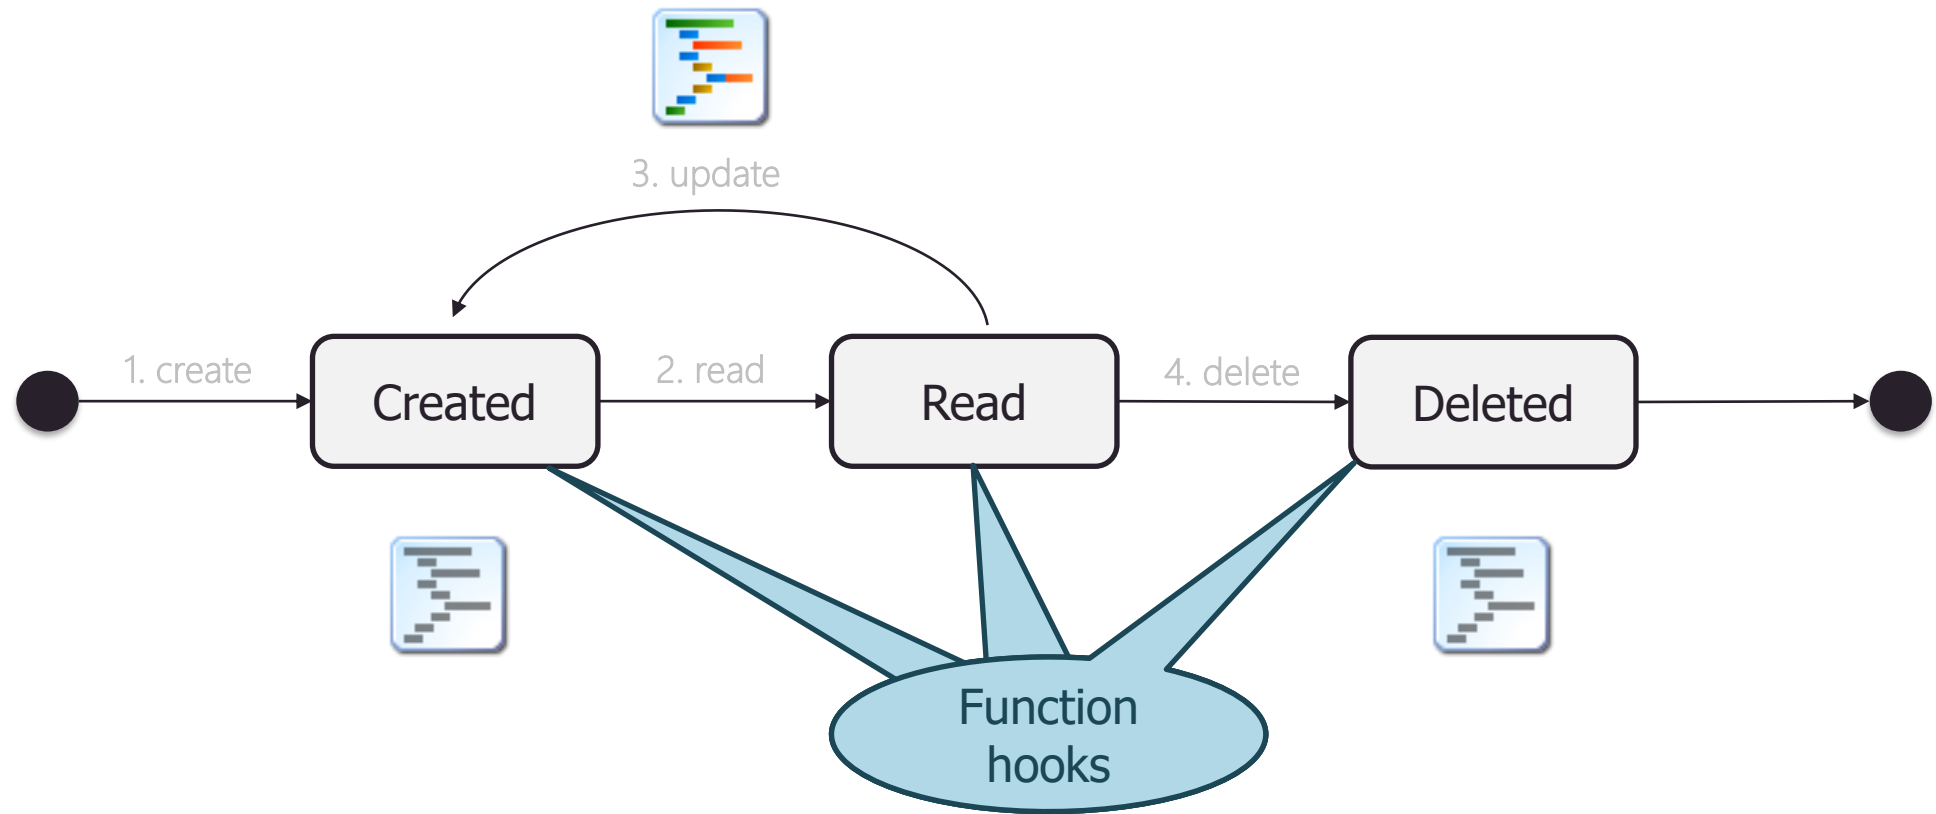 3. update
1. create
Created
2. read
Read
4. delete
Deleted
Function
hooks